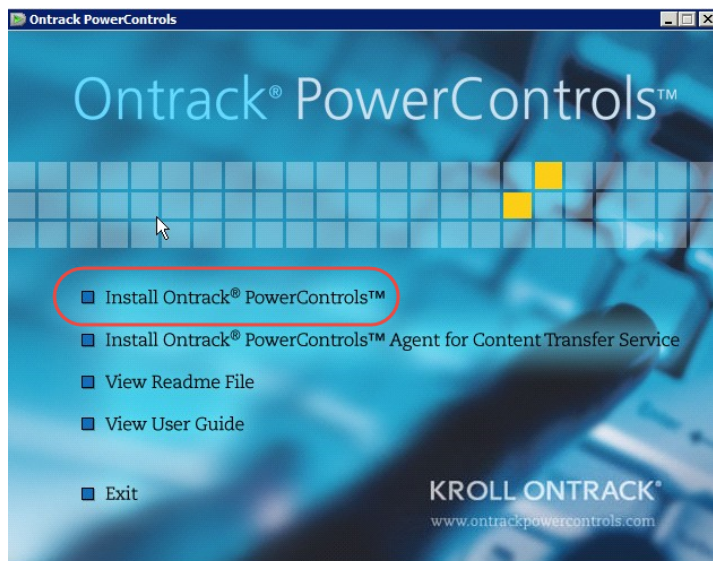 Ontrack PowerControls
Ontrack® PowerControls™
Install Ontrack® PowerControls™
Install Ontrack® PowerControls™ Agent for Content Transfer Service
View Readme File
View User Guide
Exit
KROLL ONTRACK®
www.ontrackpowercontrols.com